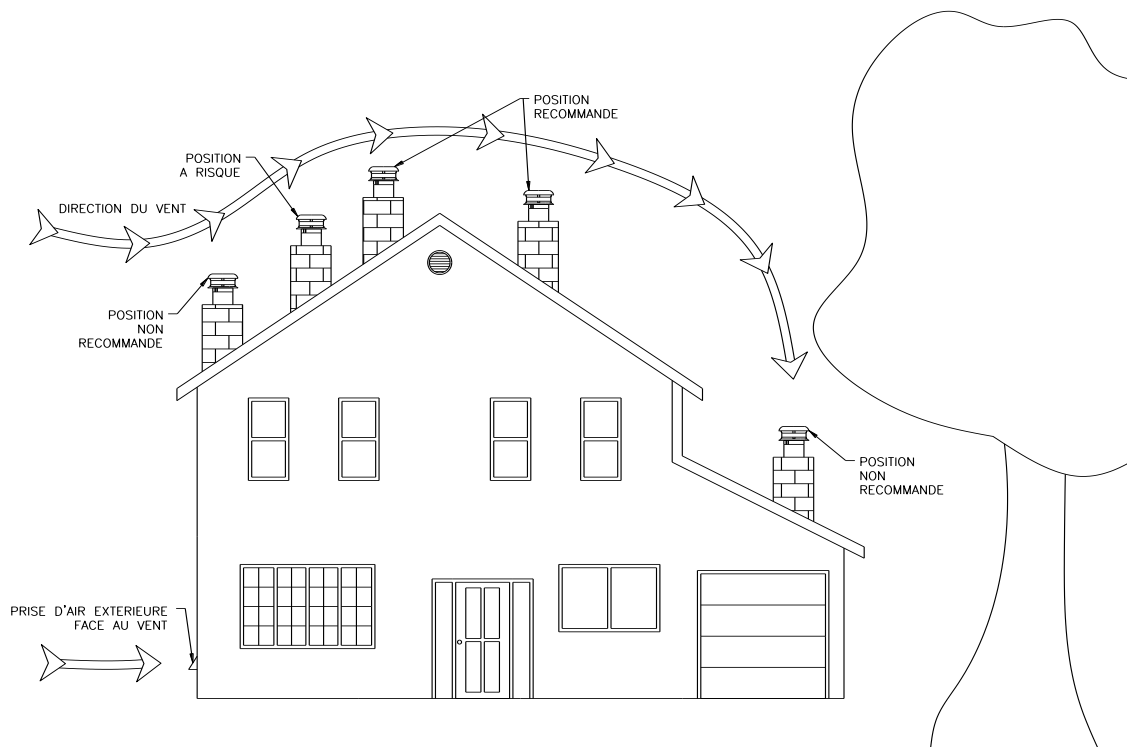 POSITION
RECOMMANDE
POSITION
A RISQUE
DIRECTION DU VENT
POSITION
NON
RECOMMANDE
POSITION
NON
RECOMMANDE
PRISE D'AIR EXTERIEURE
FACE AU VENT